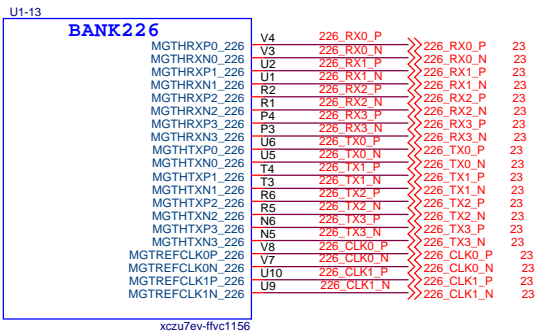 U1-13
BANK226
MGTHRXP0_226 V4 226_RX0_P 226_RX0_P 23
MGTHRXN0_226 V3 226_RX0_N 226_RX0_N 23
MGTHRXP1_226 U2 226_RX1_P 226_RX1_P 23
MGTHRXN1_226 U1 226_RX1_N 226_RX1_N 23
MGTHRXP2_226 R2 226_RX2_P 226_RX2_P 23
MGTHRXN2_226 R1 226_RX2_N 226_RX2_N 23
MGTHRXP3_226 P4 226_RX3_P 226_RX3_P 23
MGTHRXN3_226 P3 226_RX3_N 226_RX3_N 23
MGTHTXP0_226 U6 226_TX0_P 226_TX0_P 23
MGTHTXN0_226 U5 226_TX0_N 226_TX0_N 23
MGTHTXP1_226 T4 226_TX1_P 226_TX1_P 23
MGTHTXN1_226 T3 226_TX1_N 226_TX1_N 23
MGTHTXP2_226 R6 226_TX2_P 226_TX2_P 23
MGTHTXN2_226 R5 226_TX2_N 226_TX2_N 23
MGTHTXP3_226 N6 226_TX3_P 226_TX3_P 23
MGTHTXN3_226 N5 226_TX3_N 226_TX3_N 23
MGTREFCLK0P_226 V8 226_CLK0_P 226_CLK0_P 23
MGTREFCLK0N_226 V7 226_CLK0_N 226_CLK0_N 23
MGTREFCLK1P_226 U10 226_CLK1_P 226_CLK1_P 23
MGTREFCLK1N_226 U9 226_CLK1_N 226_CLK1_N 23
xczu7ev-ffvc1156